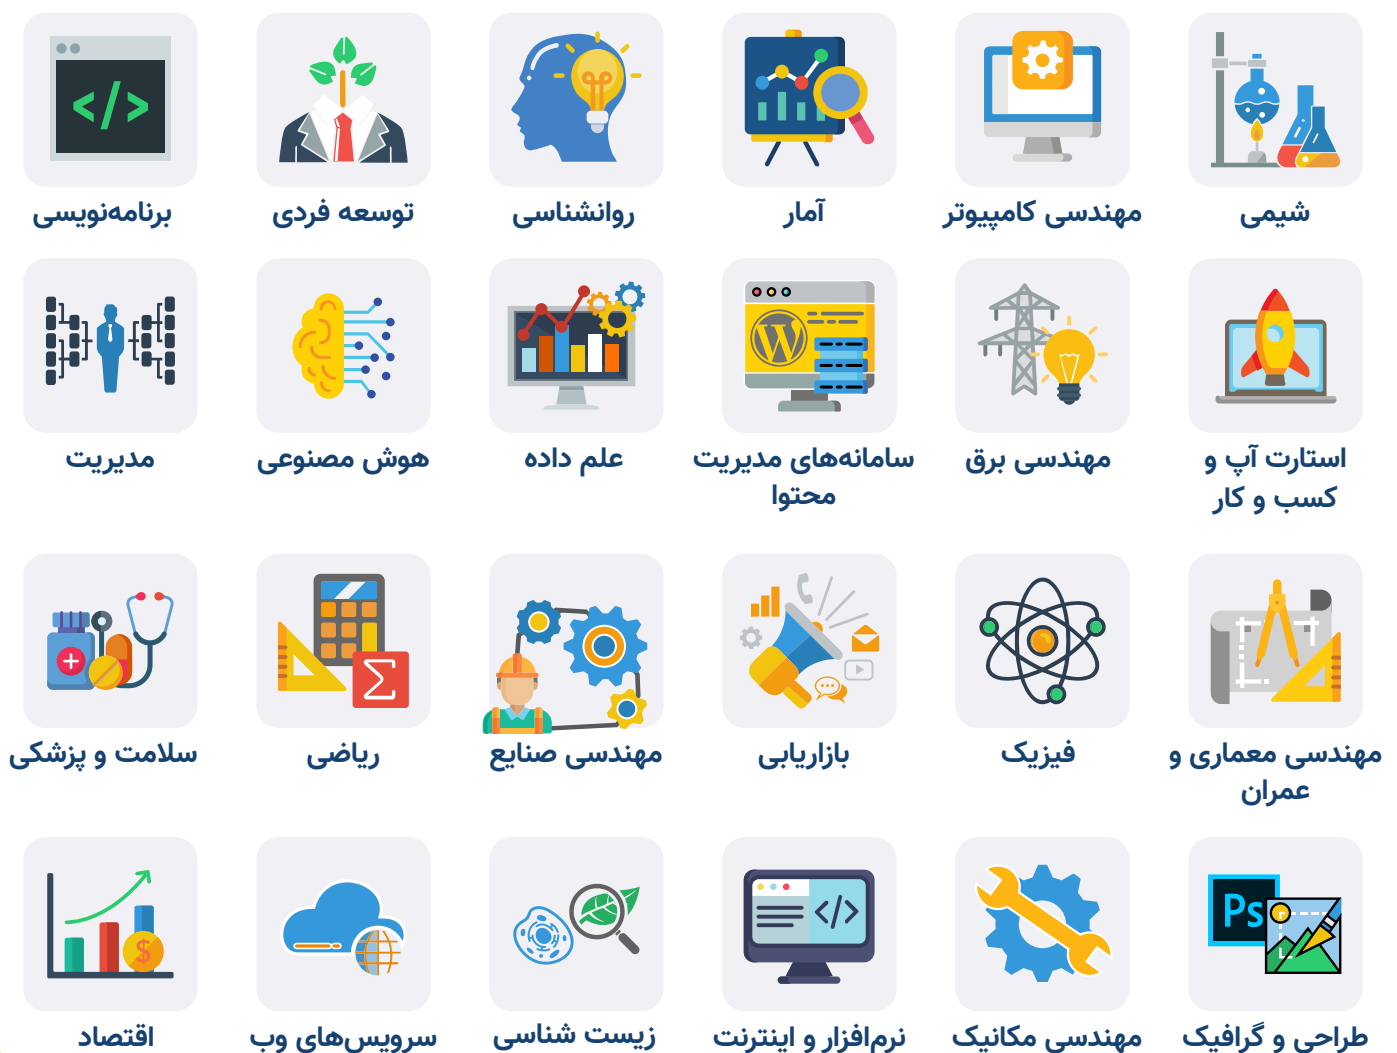 شیمی
مهندسی کامپیوتر
آمار
روانشناسی
توسعه فردی
برنامه‌نویسی
استارت آپ و
کسب و کار
مهندسی برق
سامانه‌های مدیریت
محتوا
علم داده
هوش مصنوعی
مدیریت
مهندسی معماری و
عمران
فیزیک
بازاریابی
مهندسی صنایع
ریاضی
سلامت و پزشکی
Ps
طراحی و گرافیک
مهندسی مکانیک
نرم‌افزار و اینترنت
زیست شناسی
سرویس‌های وب
اقتصاد